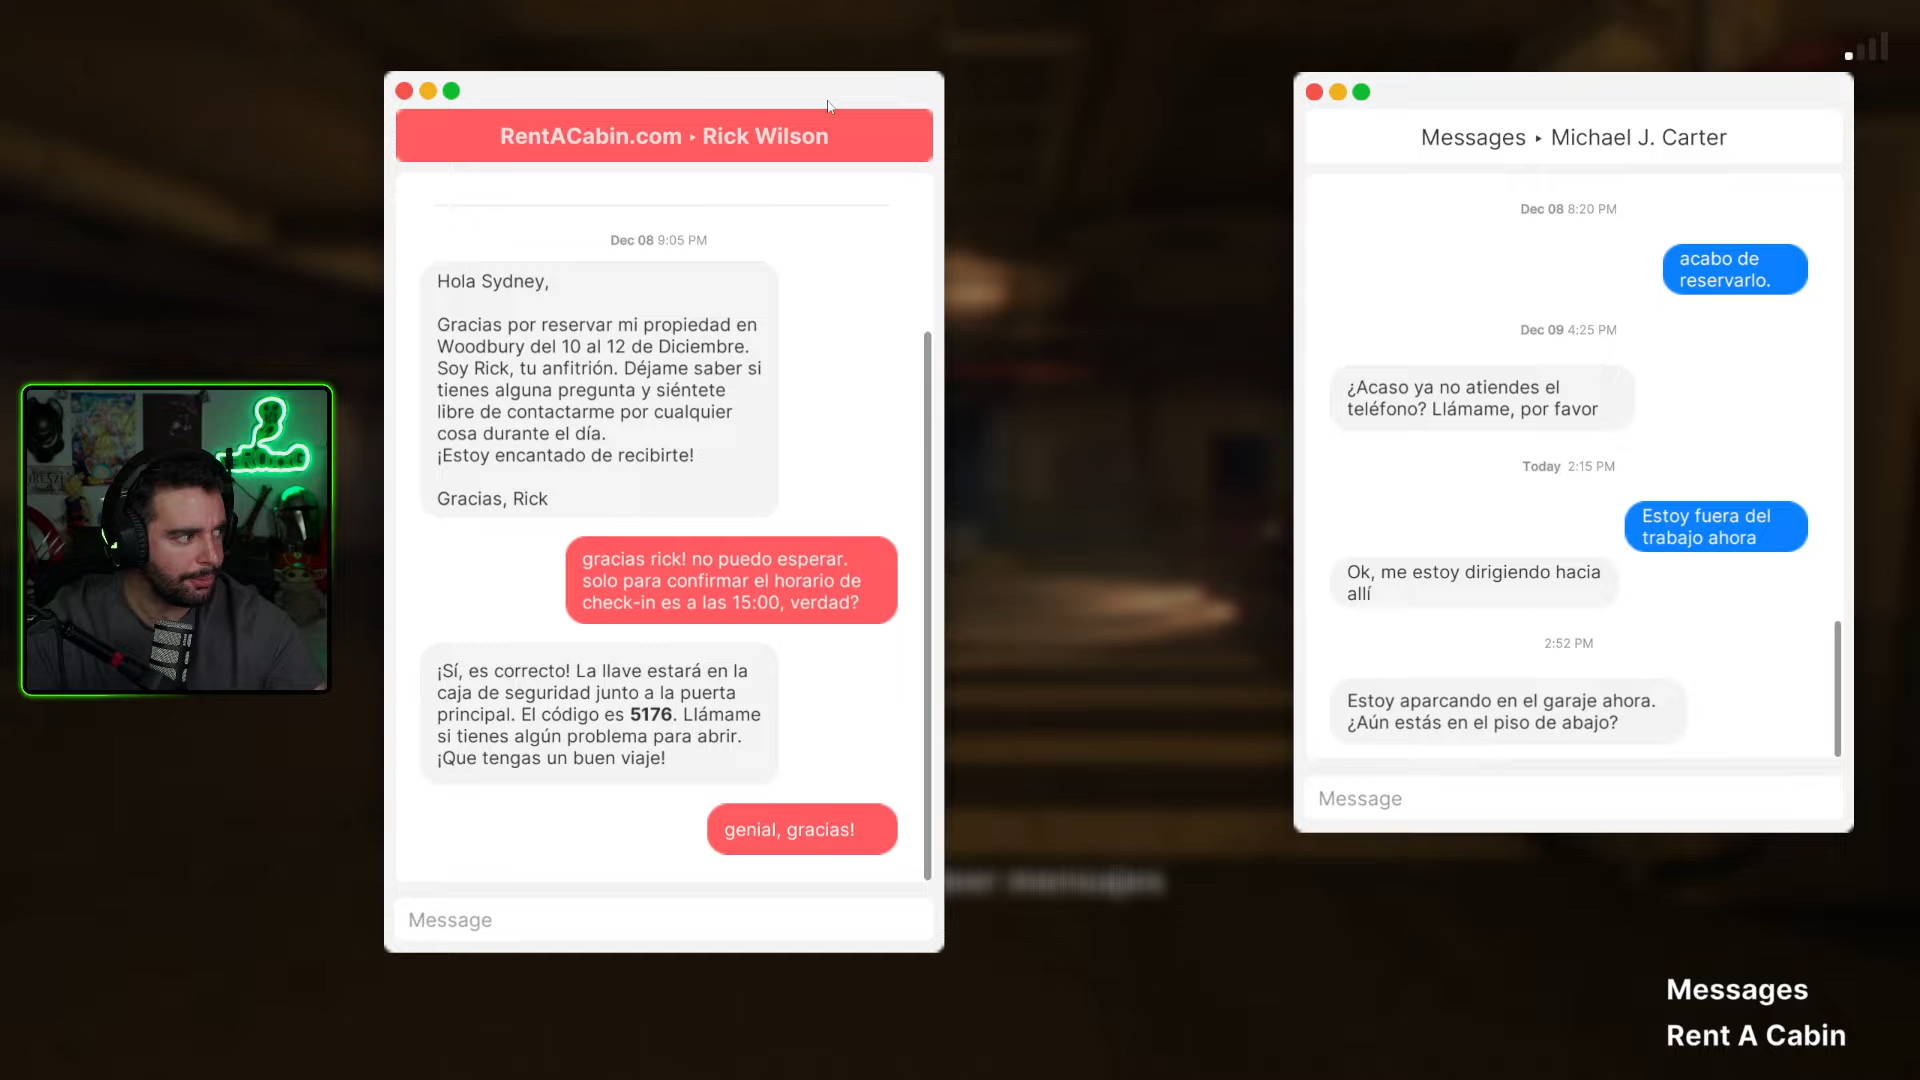 RentACabin.com ▸ Rick Wilson
Dec 08 9:05 PM
Hola Sydney,
Gracias por reservar mi propiedad en
Woodbury del 10 al 12 de Diciembre.
Soy Rick, tu anfitrión. Déjame saber si
tienes alguna pregunta y siéntete
libre de contactarme por cualquier
cosa durante el día.
¡Estoy encantado de recibirte!
Gracias, Rick
gracias rick! no puedo esperar.
solo para confirmar el horario de
check-in es a las 15:00, verdad?
¡Sí, es correcto! La llave estará en la
caja de seguridad junto a la puerta
principal. El código es 5176. Llámame
si tienes algún problema para abrir.
¡Que tengas un buen viaje!
genial, gracias!
Message
Messages ▸ Michael J. Carter
Dec 08 8:20 PM
acabo de
reservarlo.
Dec 09 4:25 PM
¿Acaso ya no atiendes el
teléfono? Llámame, por favor
Today 2:15 PM
Estoy fuera del
trabajo ahora
Ok, me estoy dirigiendo hacia
allí
2:52 PM
Estoy aparcando en el garaje ahora.
¿Aún estás en el piso de abajo?
Message
Messages
Rent A Cabin